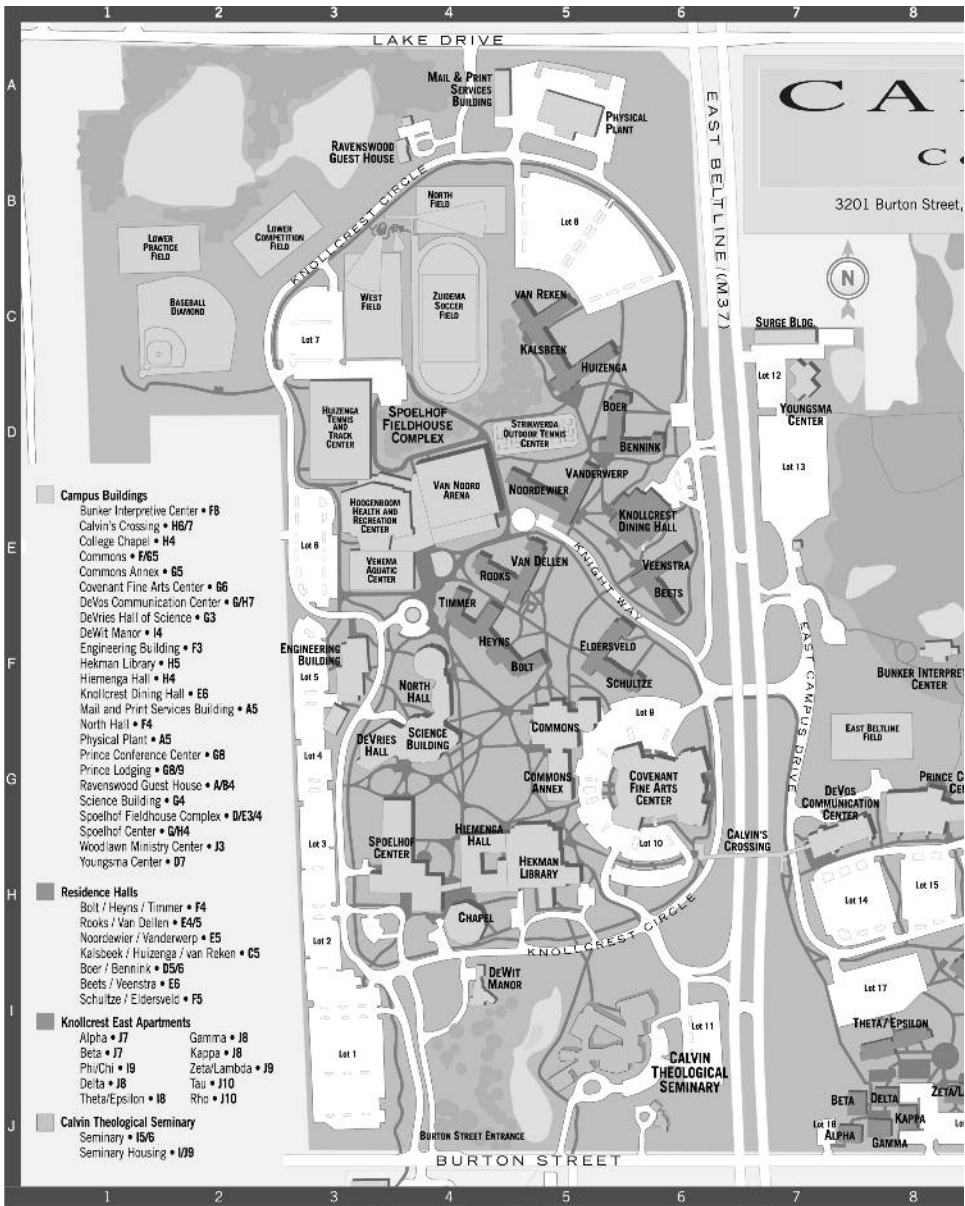 1 2 3 4 5 6 7 8
LAKE DRIVE
A
MAIL & PRINT
SERVICES
BUILDING
PHYSICAL
PLANT
EAST BELTLINE (M37)
CA
C
3201 Burton Street,
RAVENSWOOD
GUEST HOUSE
KNOLLCREST CIRCLE
B
NORTH
FIELD
Lot 8
LOWER
PRACTICE
FIELD
LOWER
COMPETITION
FIELD
N
BASEBALL
DIAMOND
WEST
FIELD
ZUIDEMA
SOCCER
FIELD
VAN REKEN
C
SURGE BLDG.
Lot 7
KALSBEEK
HUIZENGA
Lot 12
YOUNGSMA
CENTER
BOER
HUIZENGA
TENNIS
AND
TRACK
CENTER
SPOELHOF
FIELDHOUSE
COMPLEX
STRIKWERDA
OUTDOOR TENNIS
CENTER
D
BENNINK
Lot 13
VANDERWERP
VAN NOORD
ARENA
NOORDEWIER
HOOGENBOOM
HEALTH AND
RECREATION
CENTER
KNOLLCREST
DINING HALL
E
Lot 6
VENEMA
AQUATIC
CENTER
VAN DELLEN
ROOKS
KNIGHT WAY
VEENSTRA
BEETS
TIMMER
HEYNS
BOLT
ELDERSVELD
SCHULTZE
EAST CAMPUS DRIVE
F
ENGINEERING
BUILDING
Lot 5
NORTH
HALL
BUNKER INTERPRET
CENTER
Lot 9
COMMONS
EAST BELTLINE
FIELD
Lot 4
DEVRIES
HALL
SCIENCE
BUILDING
G
COMMONS
ANNEX
COVENANT
FINE ARTS
CENTER
DEVOS
COMMUNICATION
CENTER
PRINCE C
CEN
Lot 3
SPOELHOF
CENTER
HIEMENGA
HALL
HEKMAN
LIBRARY
Lot 10
CALVIN'S
CROSSING
H
Lot 14
Lot 15
CHAPEL
KNOLLCREST CIRCLE
Lot 2
DEWIT
MANOR
I
Lot 17
Lot 1
Lot 11
THETA/EPSILON
CALVIN
THEOLOGICAL
SEMINARY
BETA
DELTA
ZETA/L
KAPPA
Lo
J
Lot 18
ALPHA
GAMMA
BURTON STREET ENTRANCE
BURTON STREET
Campus Buildings
Bunker Interpretive Center • F8
Calvin's Crossing • H6/7
College Chapel • H4
Commons • F/G5
Commons Annex • G5
Covenant Fine Arts Center • G6
DeVos Communication Center • G/H7
DeVries Hall of Science • G3
DeWit Manor • I4
Engineering Building • F3
Hekman Library • H5
Hiemenga Hall • H4
Knollcrest Dining Hall • E6
Mail and Print Services Building • A5
North Hall • F4
Physical Plant • A5
Prince Conference Center • G8
Prince Lodging • G8/9
Ravenswood Guest House • A/B4
Science Building • G4
Spoelhof Fieldhouse Complex • D/E3/4
Spoelhof Center • G/H4
Woodlawn Ministry Center • J3
Youngsma Center • D7
Residence Halls
Bolt / Heyns / Timmer • F4
Rooks / Van Dellen • E4/5
Noordewier / Vanderwerp • E5
Kalsbeek / Huizenga / van Reken • C5
Boer / Bennink • D5/6
Beets / Veenstra • E6
Schultze / Eldersveld • F5
Knollcrest East Apartments
Alpha • J7 Gamma • J8
Beta • J7 Kappa • J8
Phi/Chi • I9 Zeta/Lambda • J9
Delta • J8 Tau • J10
Theta/Epsilon • I8 Rho • J10
Calvin Theological Seminary
Seminary • I5/6
Seminary Housing • I/J9
1 2 3 4 5 6 7 8